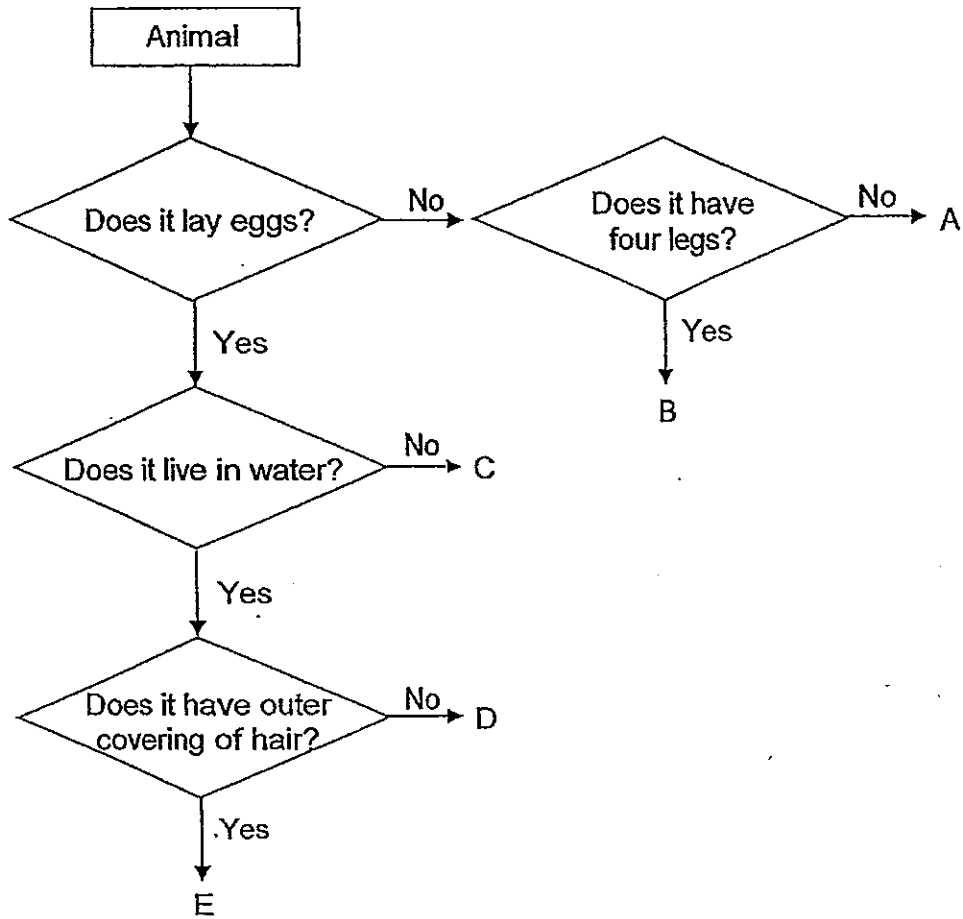 Animal
Does it lay eggs?
No
Does it have
four legs?
No
A
Yes
B
Yes
Does it live in water?
No
C
Yes
Does it have outer
covering of hair?
No
D
Yes
E